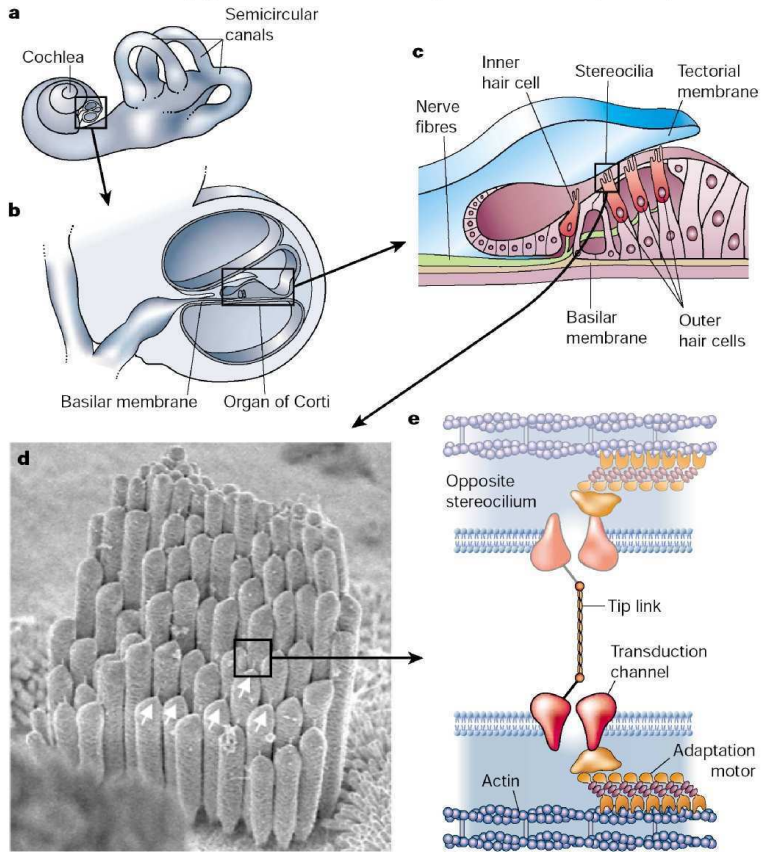 a
Semicircular
canals
Cochlea
b
Basilar membrane
Organ of Corti
c
Inner
hair cell
Stereocilia
Tectorial
membrane
Nerve
fibres
Basilar
membrane
Outer
hair cells
d
e
Opposite
stereocilium
Tip link
Transduction
channel
Adaptation
motor
Actin